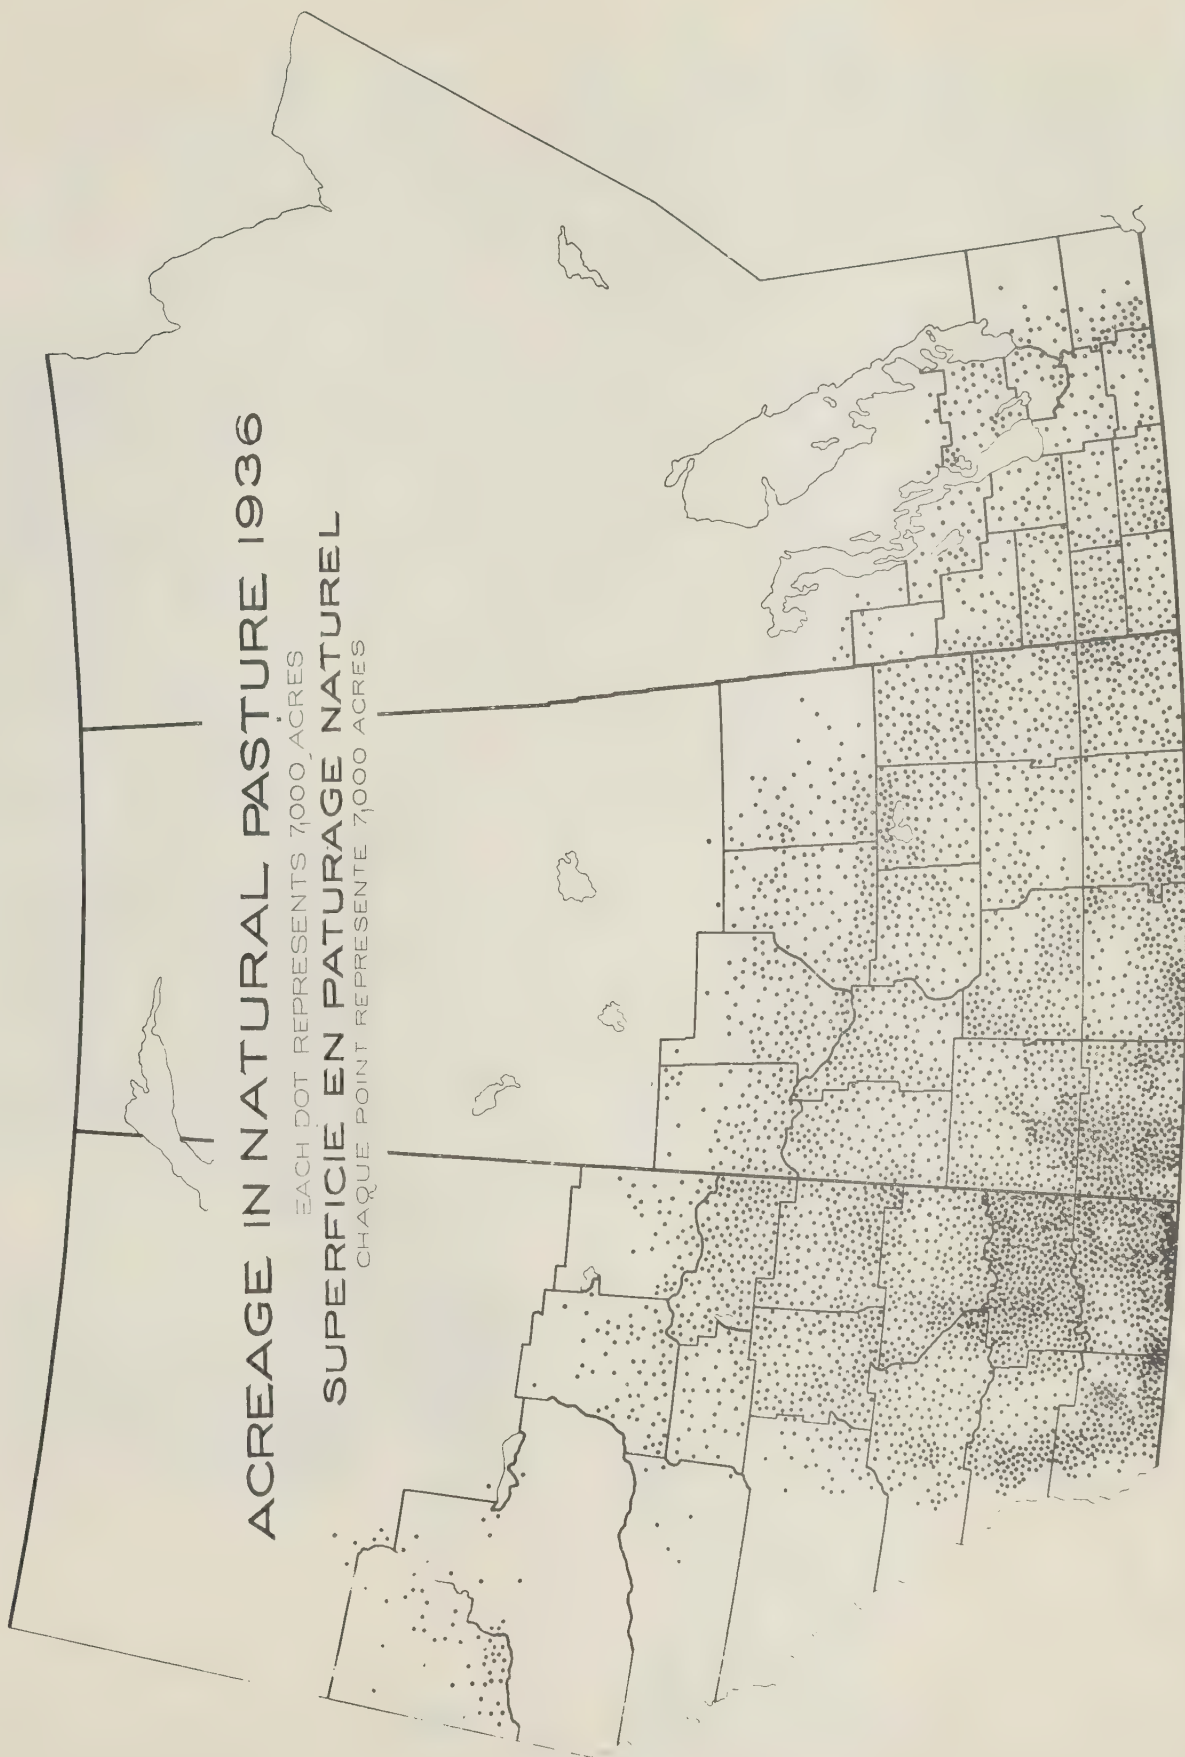 ACREAGE IN NATURAL PASTURE 1936
EACH DOT REPRESENTS 7,000 ACRES
SUPERFICIE EN PATURAGE NATUREL
CHAQUE POINT REPRESENTE 7,000 ACRES